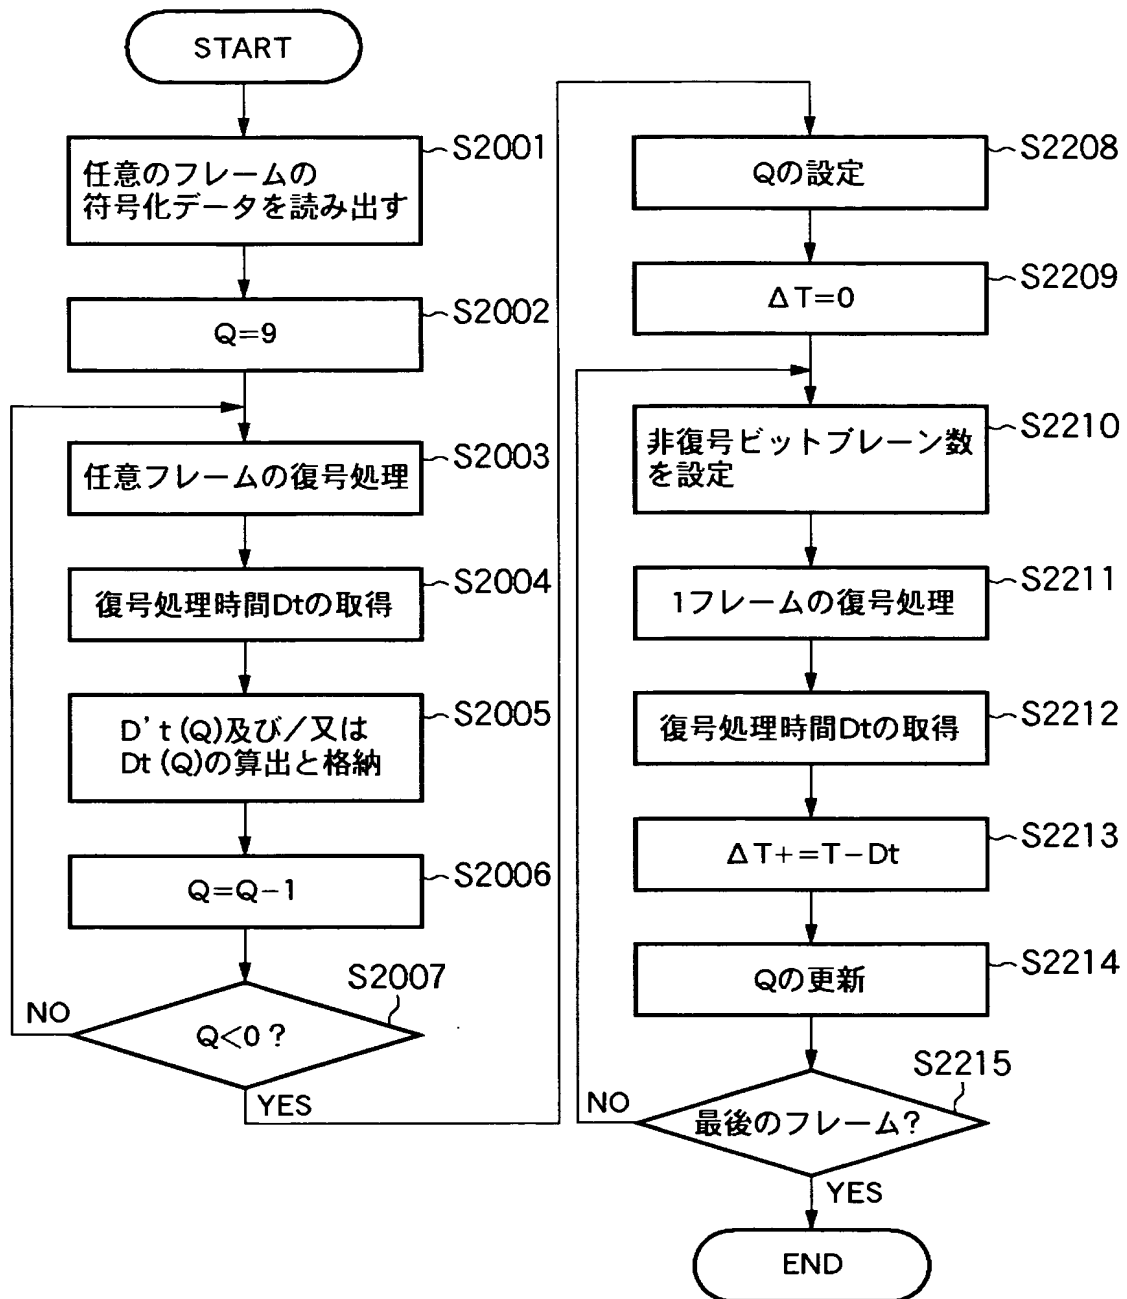 START
任意のフレームの
符号化データを読み出す
S2001
Q=9
S2002
任意フレームの復号処理
S2003
復号処理時間Dtの取得
S2004
D't(Q)及び/又は
Dt(Q)の算出と格納
S2005
Q=Q-1
S2006
Q<0?
S2007
NO
YES
Qの設定
S2208
ΔT=0
S2209
非復号ビットプレーン数
を設定
S2210
1フレームの復号処理
S2211
復号処理時間Dtの取得
S2212
ΔT+=T-Dt
S2213
Qの更新
S2214
最後のフレーム?
S2215
NO
YES
END